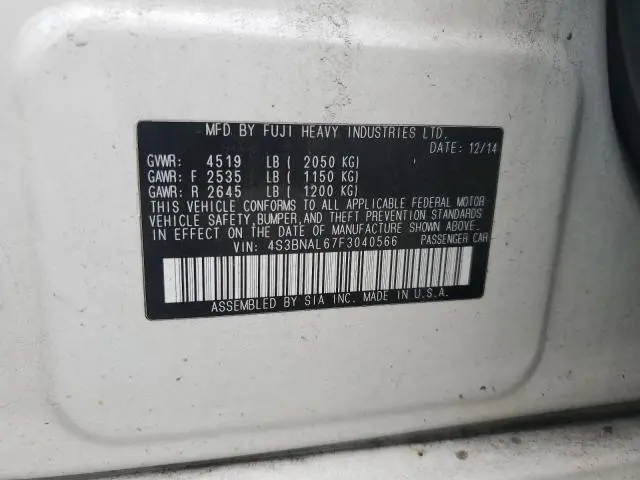 MFD BY FUJI HEAVY INDUSTRIES LTD.
DATE: 12/14
GVWR: 4519 LB ( 2050 KG)
GAWR: F 2535 LB ( 1150 KG)
GAWR: R 2645 LB ( 1200 KG)
THIS VEHICLE CONFORMS TO ALL APPLICABLE FEDERAL MOTOR
VEHICLE SAFETY, BUMPER, AND THEFT PREVENTION STANDARDS
IN EFFECT ON THE DATE OF MANUFACTURE SHOWN ABOVE.
VIN: 4S3BNAL67F3040566 PASSENGER CAR
ASSEMBLED BY SIA INC. MADE IN U.S.A.